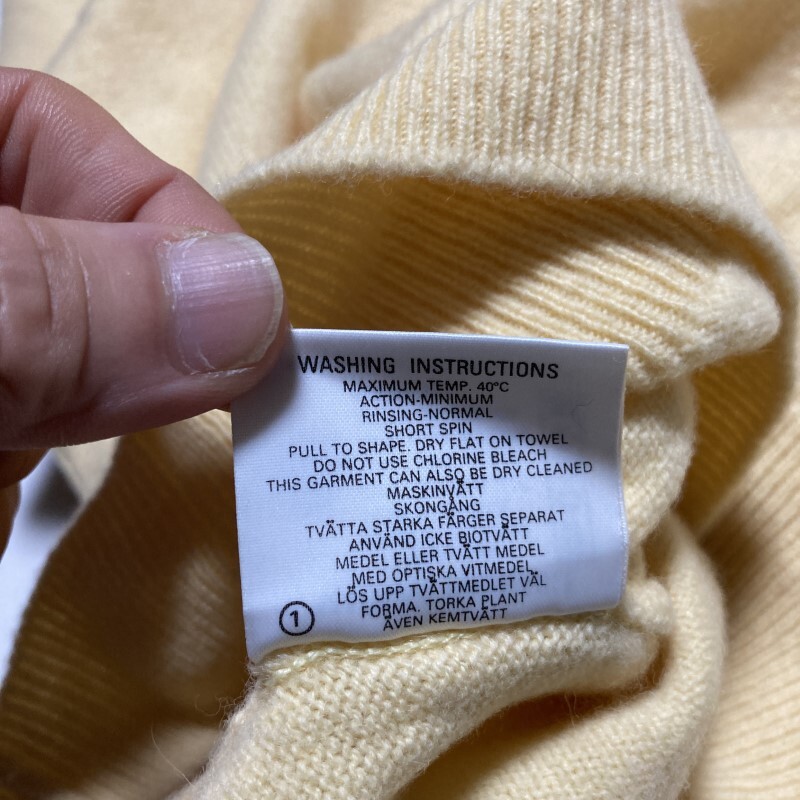 WASHING INSTRUCTIONS
MAXIMUM TEMP. 40°C
ACTION-MINIMUM
RINSING-NORMAL
SHORT SPIN
PULL TO SHAPE. DRY FLAT ON TOWEL
DO NOT USE CHLORINE BLEACH
THIS GARMENT CAN ALSO BE DRY CLEANED
MASKINVÄTT
SKONGÅNG
TVÄTTA STARKA FÄRGER SEPARAT
ANVÄND ICKE BIOTVÄTT
MEDEL ELLER TVÄTT MEDEL
MED OPTISKA VITMEDEL
LÖS UPP TVÄTTMEDLET VÄL
FORMA. TORKA PLANT
ÄVEN KEMTVÄTT
1